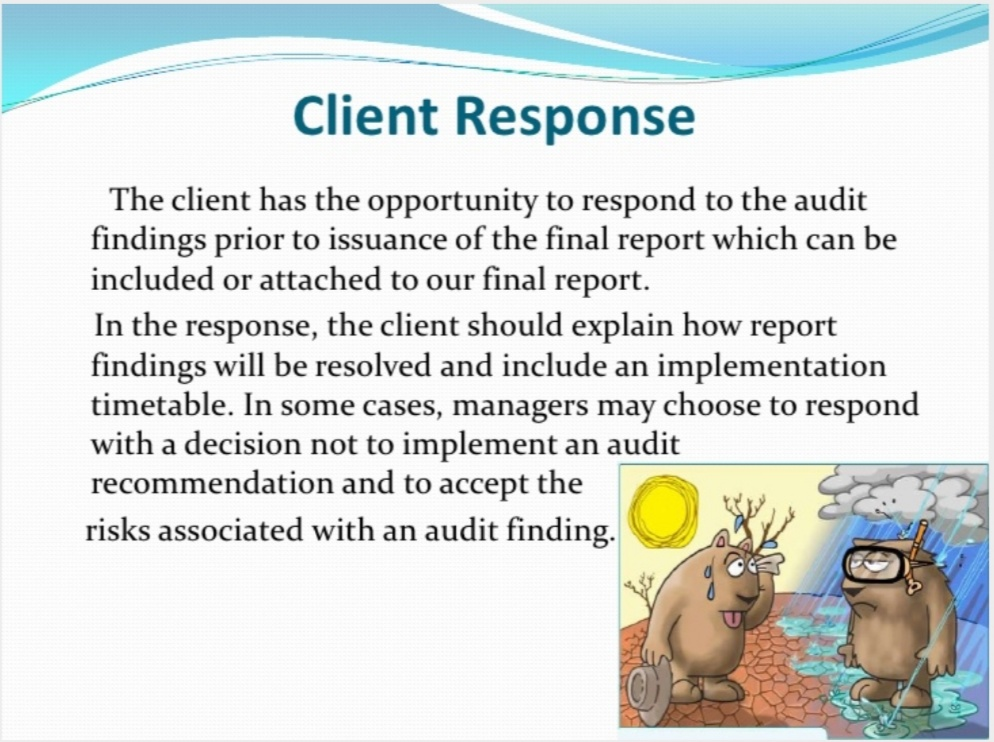 Client Response
The client has the opportunity to respond to the audit
findings prior to issuance of the final report which can be
included or attached to our final report.
In the response, the client should explain how report
findings will be resolved and include an implementation
timetable. In some cases, managers may choose to respond
with a decision not to implement an audit
recommendation and to accept the
risks associated with an audit finding.